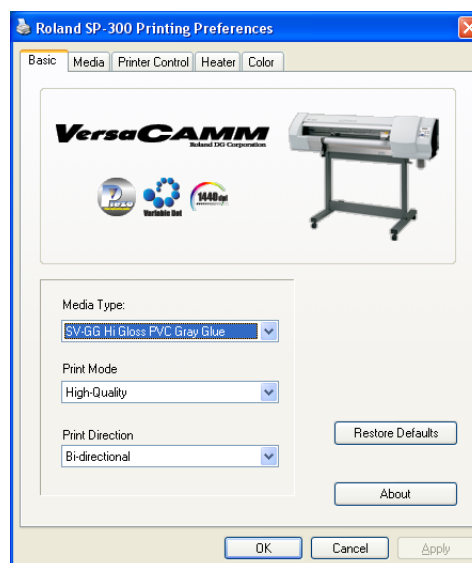 Roland SP-300 Printing Preferences
Basic Media Printer Control Heater Color
VersaCAMM
Roland DG Corporation
Variable Dot
1440 dpi
Media Type:
SV-GG Hi Gloss PVC Gray Glue
Print Mode
High-Quality
Print Direction
Bi-directional
Restore Defaults
About
OK Cancel Apply